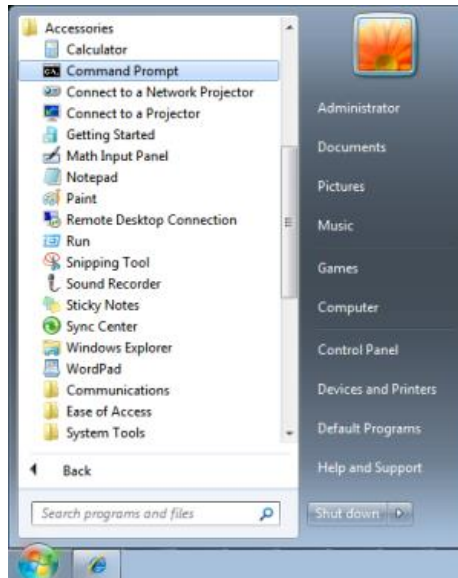 Accessories
Calculator
Command Prompt
Connect to a Network Projector
Connect to a Projector
Getting Started
Math Input Panel
Notepad
Paint
Remote Desktop Connection
Run
Snipping Tool
Sound Recorder
Sticky Notes
Sync Center
Windows Explorer
WordPad
Communications
Ease of Access
System Tools
Back
Search programs and files
Administrator
Documents
Pictures
Music
Games
Computer
Control Panel
Devices and Printers
Default Programs
Help and Support
Shut down